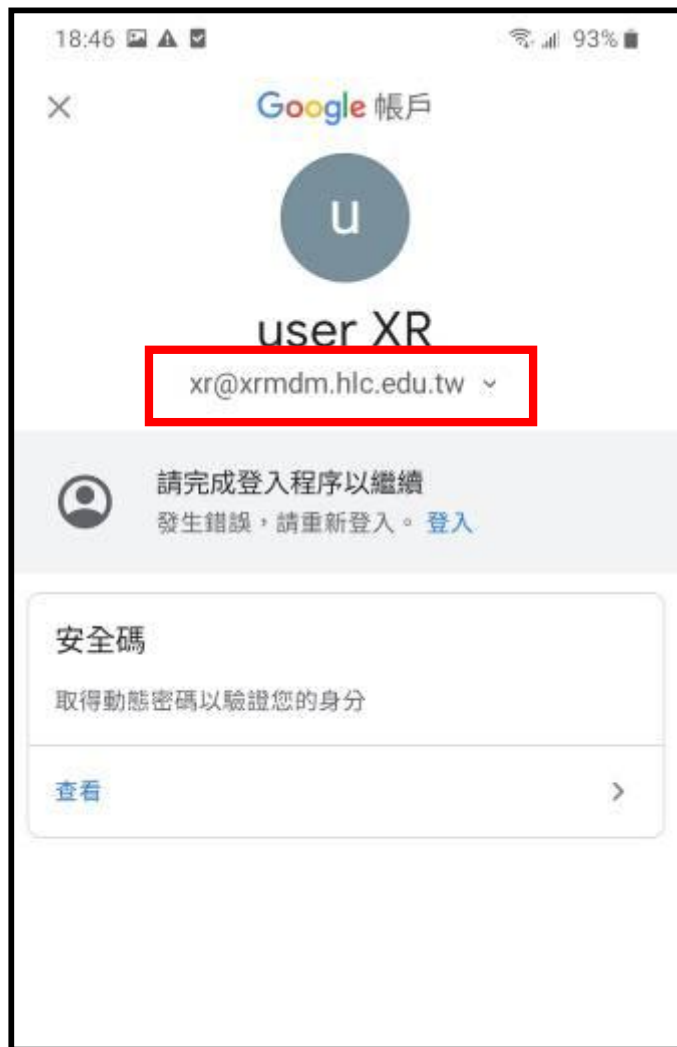 18:46 93%
Google 帳戶
u
user XR
xr@xrmdm.hlc.edu.tw
請完成登入程序以繼續
發生錯誤，請重新登入。 登入
安全碼
取得動態密碼以驗證您的身分
查看